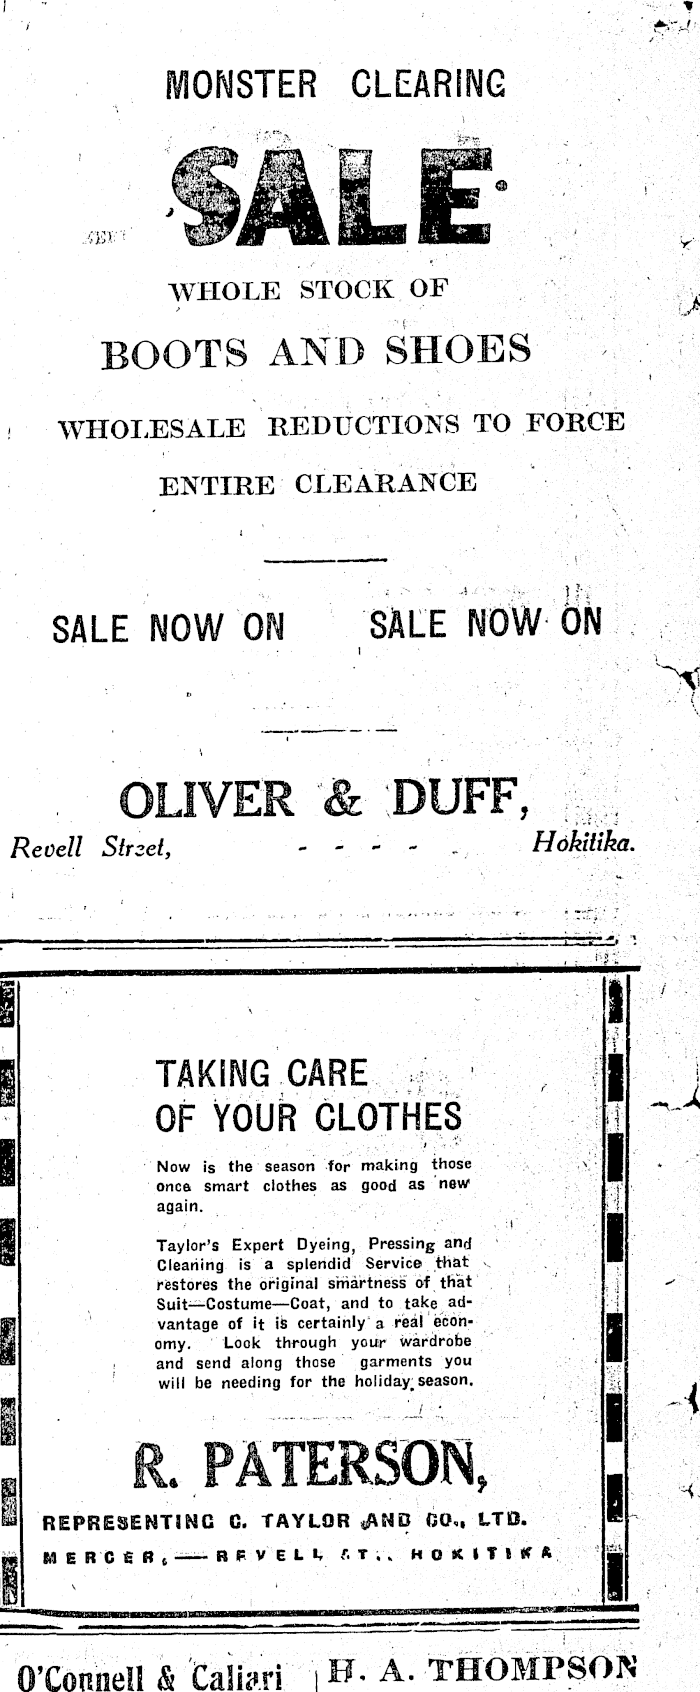 MONSTER CLEARING
SALE
WHOLE STOCK OF
BOOTS AND SHOES
WHOLESALE REDUCTIONS TO FORCE
ENTIRE CLEARANCE
SALE NOW ON SALE NOW ON
OLIVER & DUFF,
Revell Street, - - - - Hokitika.
TAKING CARE
OF YOUR CLOTHES
Now is the season for making those
once smart clothes as good as new
again.
Taylor's Expert Dyeing, Pressing and
Cleaning is a splendid Service that
restores the original smartness of that
Suit—Costume—Coat, and to take ad-
vantage of it is certainly a real econ-
omy. Look through your wardrobe
and send along those garments you
will be needing for the holiday season.
R. PATERSON,
REPRESENTING C. TAYLOR AND CO., LTD.
MERCER,—REVELL ST., HOKITIKA
O'Connell & Caliari
H. A. THOMPSON